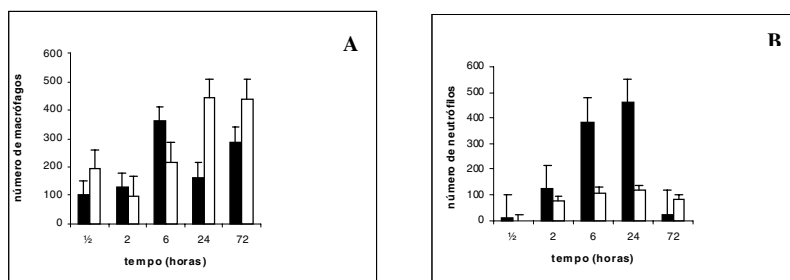 A
número de macrófagos
600
500
400
300
200
100
0
½ 2 6 24 72
tempo (horas)
B
número de neutrófilos
600
500
400
300
200
100
0
½ 2 6 24 72
tempo (horas)